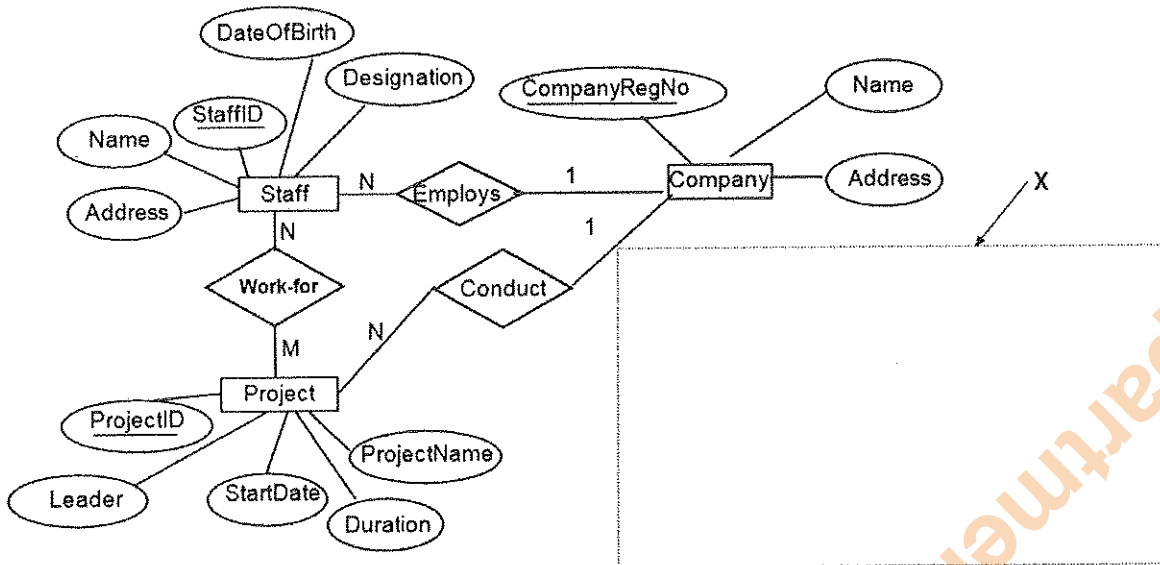 DateOfBirth
Designation
CompanyRegNo
Name
StaffID
Name
Staff
N
Employs
1
Company
Address
X
Address
N
1
Work-for
Conduct
N
M
Project
ProjectID
ProjectName
Leader
StartDate
Duration